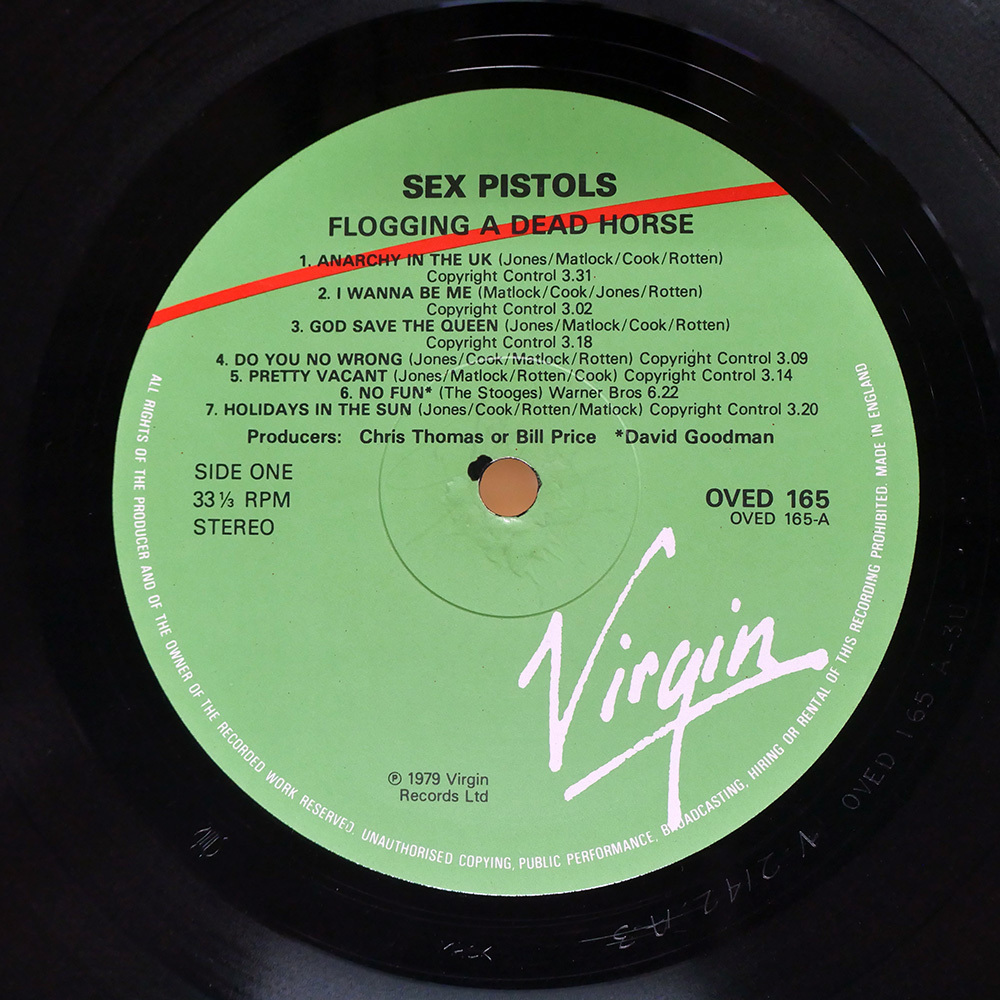 SEX PISTOLS
FLOGGING A DEAD HORSE
1. ANARCHY IN THE UK (Jones/Matlock/Cook/Rotten)
Copyright Control 3.31
2. I WANNA BE ME (Matlock/Cook/Jones/Rotten)
Copyright Control 3.02
3. GOD SAVE THE QUEEN (Jones/Matlock/Cook/Rotten)
Copyright Control 3.18
4. DO YOU NO WRONG (Jones/Cook/Matlock/Rotten) Copyright Control 3.09
5. PRETTY VACANT (Jones/Matlock/Rotten/Cook) Copyright Control 3.14
6. NO FUN* (The Stooges) Warner Bros 6.22
7. HOLIDAYS IN THE SUN (Jones/Cook/Rotten/Matlock) Copyright Control 3.20
Producers: Chris Thomas or Bill Price *David Goodman
SIDE ONE
33⅓ RPM
STEREO
OVED 165
OVED 165-A
Virgin
℗ 1979 Virgin
Records Ltd
ALL RIGHTS OF THE PRODUCER AND OF THE OWNER OF THE RECORDED WORK RESERVED. UNAUTHORISED COPYING, PUBLIC PERFORMANCE, BROADCASTING, HIRING OR RENTAL OF THIS RECORDING PROHIBITED. MADE IN ENGLAND
V 2142 A3
OVED 165 A-3U